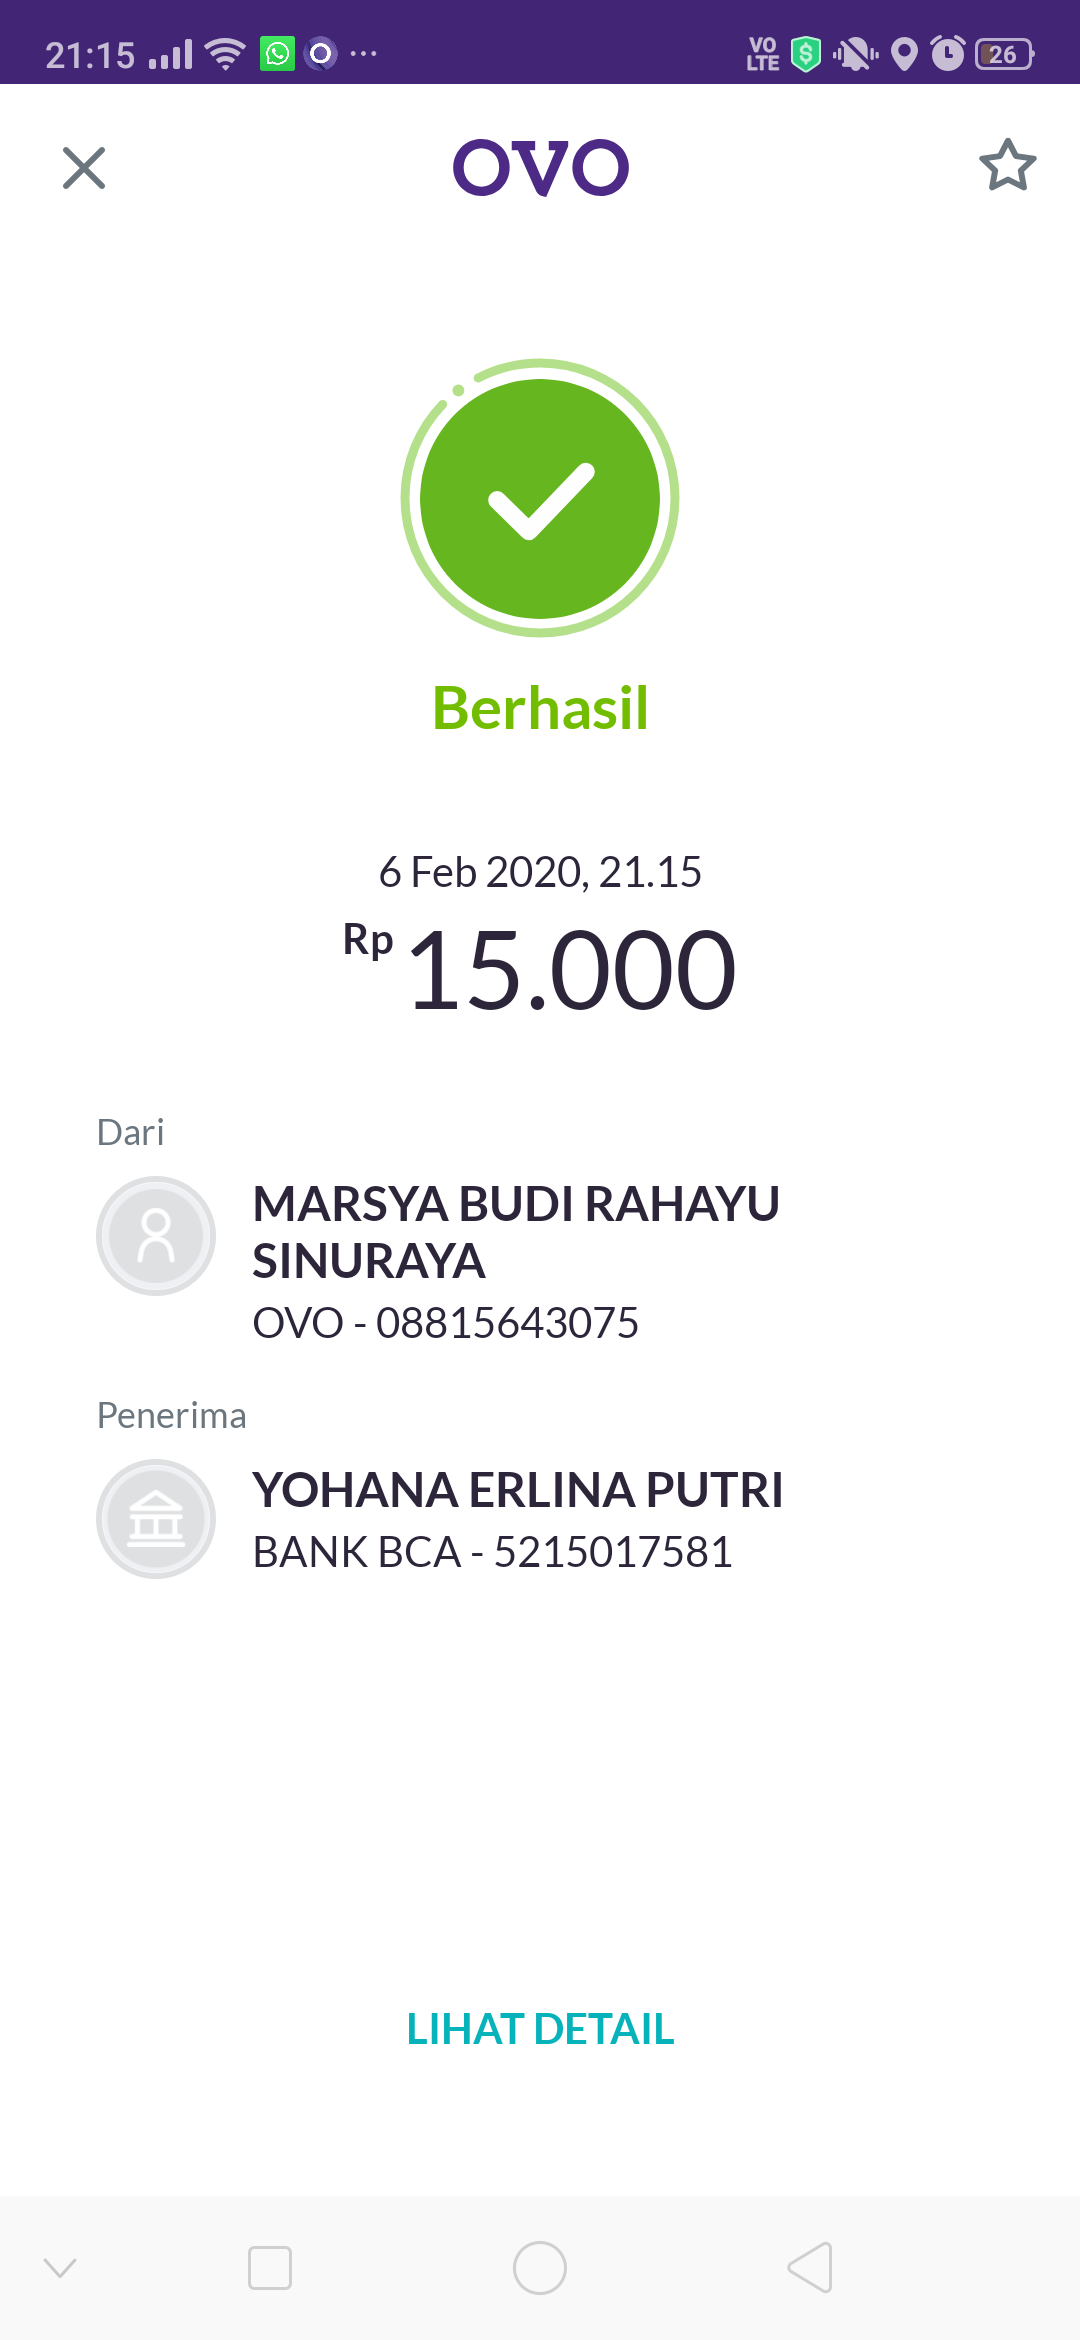 21:15 VO LTE 26
OVO
Berhasil
6 Feb 2020, 21.15
Rp 15.000
Dari
MARSYA BUDI RAHAYU
SINURAYA
OVO - 08815643075
Penerima
YOHANA ERLINA PUTRI
BANK BCA - 5215017581
LIHAT DETAIL